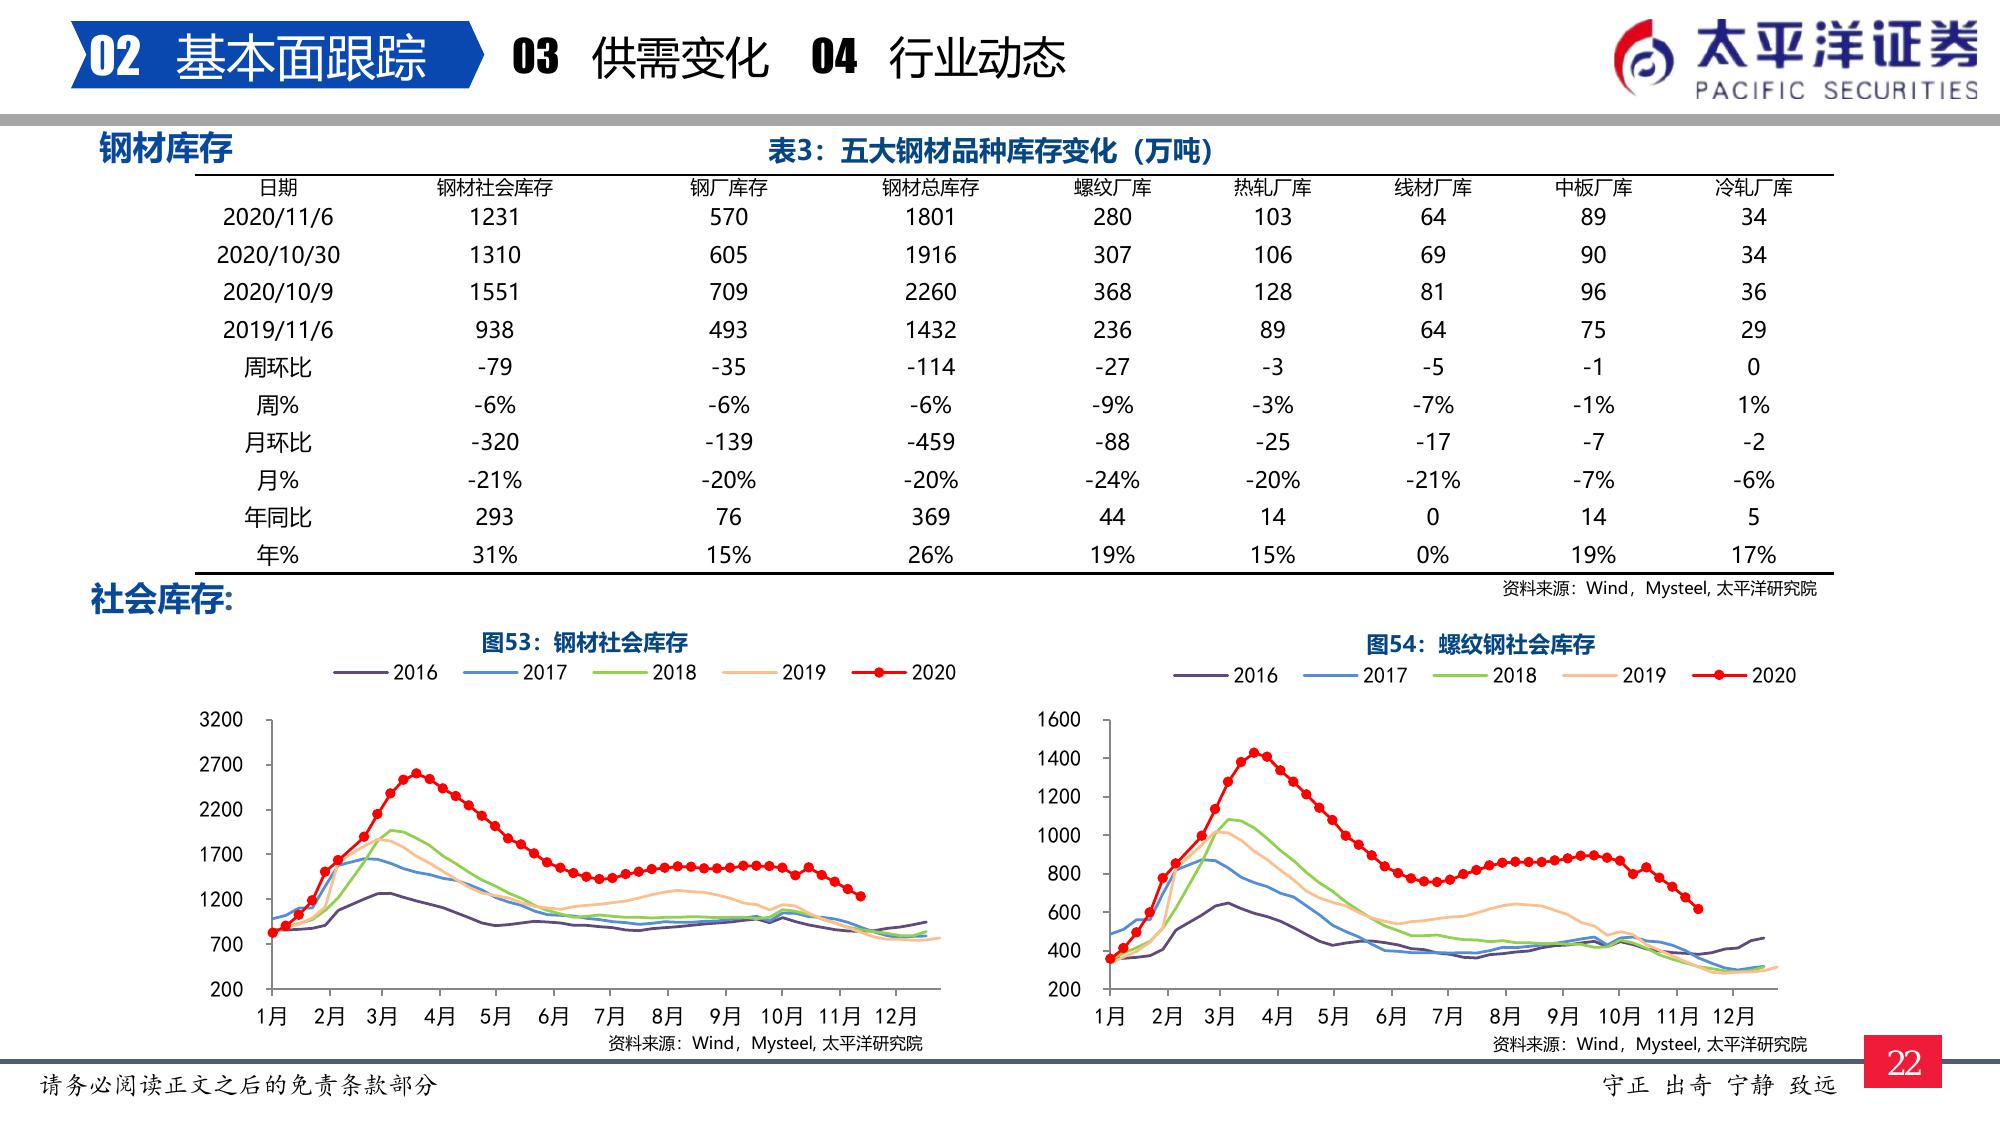 02 基本面跟踪 03 供需变化 04 行业动态
太平洋证券
PACIFIC SECURITIES
钢材库存
表3：五大钢材品种库存变化（万吨）
日期 钢材社会库存 钢厂库存 钢材总库存 螺纹厂库 热轧厂库 线材厂库 中板厂库 冷轧厂库
2020/11/6 1231 570 1801 280 103 64 89 34
2020/10/30 1310 605 1916 307 106 69 90 34
2020/10/9 1551 709 2260 368 128 81 96 36
2019/11/6 938 493 1432 236 89 64 75 29
周环比 -79 -35 -114 -27 -3 -5 -1 0
周% -6% -6% -6% -9% -3% -7% -1% 1%
月环比 -320 -139 -459 -88 -25 -17 -7 -2
月% -21% -20% -20% -24% -20% -21% -7% -6%
年同比 293 76 369 44 14 0 14 5
年% 31% 15% 26% 19% 15% 0% 19% 17%
资料来源：Wind，Mysteel, 太平洋研究院
社会库存:
图53：钢材社会库存
2016 2017 2018 2019 2020
3200
2700
2200
1700
1200
700
200
1月 2月 3月 4月 5月 6月 7月 8月 9月 10月 11月 12月
资料来源：Wind，Mysteel, 太平洋研究院
图54：螺纹钢社会库存
2016 2017 2018 2019 2020
1600
1400
1200
1000
800
600
400
200
1月 2月 3月 4月 5月 6月 7月 8月 9月 10月 11月 12月
资料来源：Wind，Mysteel, 太平洋研究院
22
请务必阅读正文之后的免责条款部分
守正 出奇 宁静 致远